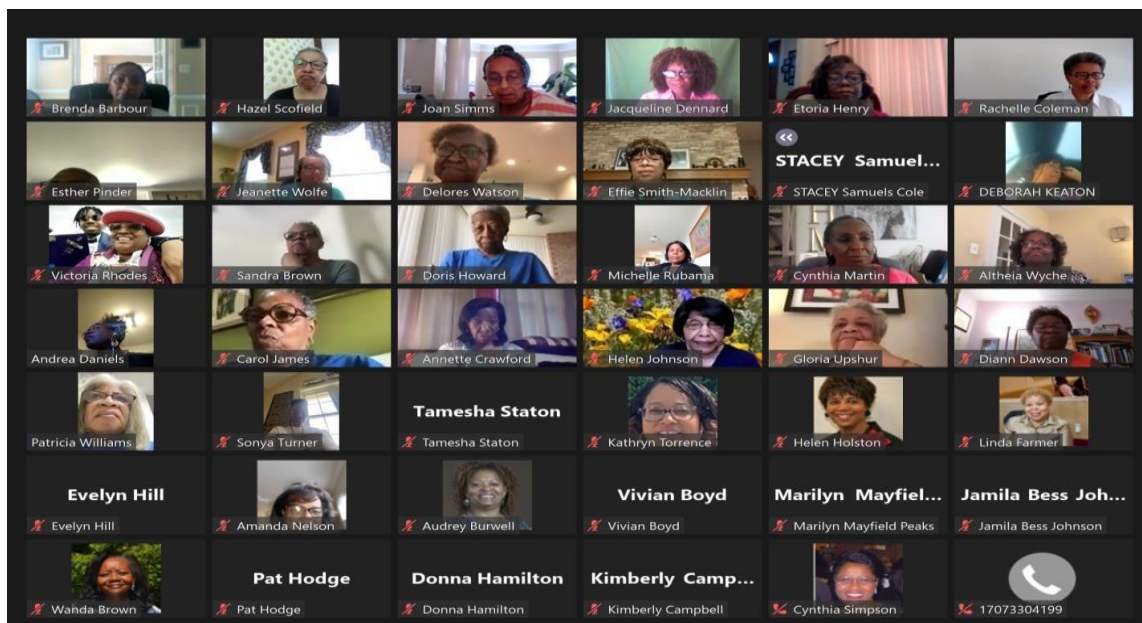 Brenda Barbour
Hazel Scofield
Joan Simms
Jacqueline Dennard
Etoria Henry
Rachelle Coleman
Esther Pinder
Jeanette Wolfe
Delores Watson
Effie Smith-Macklin
STACEY Samuel...
STACEY Samuels Cole
DEBORAH KEATON
Victoria Rhodes
Sandra Brown
Doris Howard
Michelle Rubama
Cynthia Martin
Altheia Wyche
Andrea Daniels
Carol James
Annette Crawford
Helen Johnson
Gloria Upshur
Diann Dawson
Patricia Williams
Sonya Turner
Tamesha Staton
Tamesha Staton
Kathryn Torrence
Helen Holston
Linda Farmer
Evelyn Hill
Evelyn Hill
Amanda Nelson
Audrey Burwell
Vivian Boyd
Vivian Boyd
Marilyn Mayfiel...
Marilyn Mayfield Peaks
Jamila Bess Joh...
Jamila Bess Johnson
Wanda Brown
Pat Hodge
Pat Hodge
Donna Hamilton
Donna Hamilton
Kimberly Camp...
Kimberly Campbell
Cynthia Simpson
17073304199